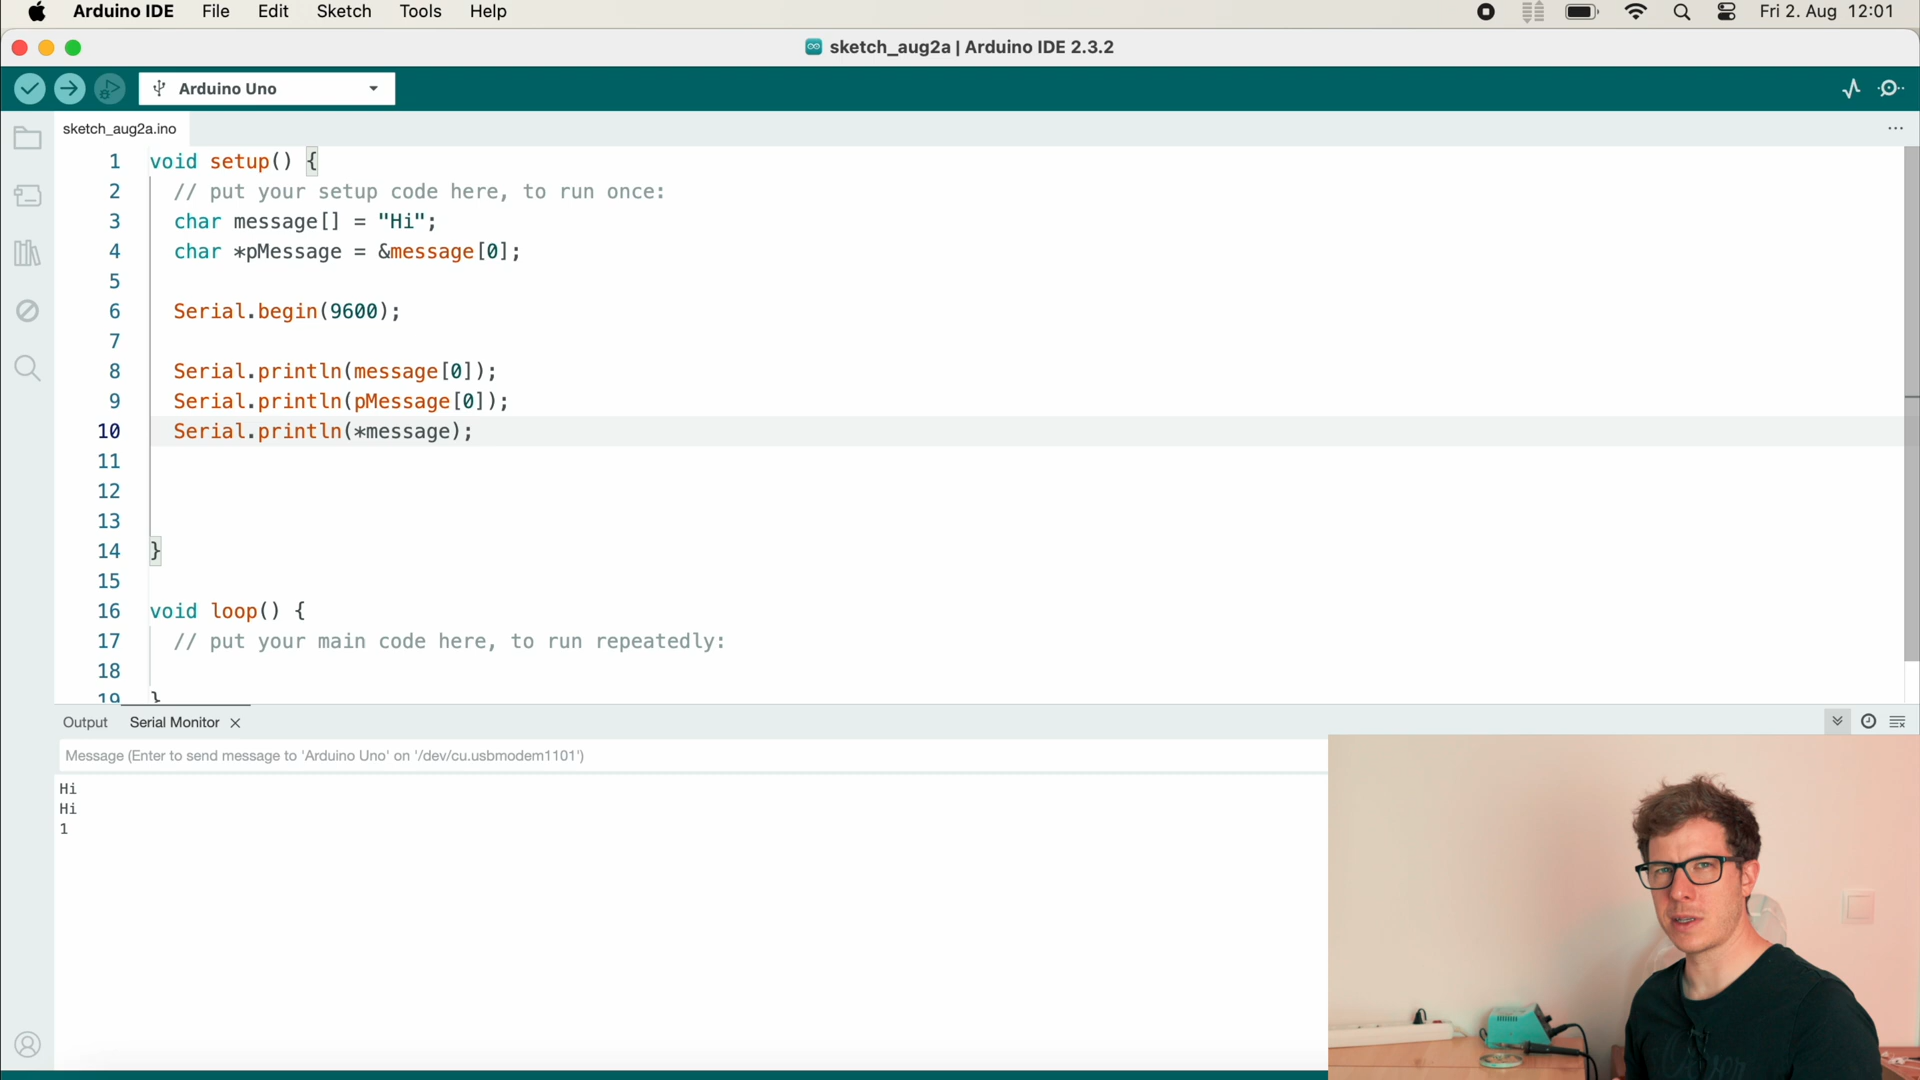 Arduino IDE File Edit Sketch Tools Help Fri 2. Aug 12:01
sketch_aug2a | Arduino IDE 2.3.2
Arduino Uno
sketch_aug2a.ino
1 void setup() {
2 // put your setup code here, to run once:
3 char message[] = "Hi";
4 char *pMessage = &message[0];
5
6 Serial.begin(9600);
7
8 Serial.println(message[0]);
9 Serial.println(pMessage[0]);
10 Serial.println(*message);
11
12
13
14 }
15
16 void loop() {
17 // put your main code here, to run repeatedly:
18
19 }
Output Serial Monitor
Message (Enter to send message to 'Arduino Uno' on '/dev/cu.usbmodem1101')
Hi
Hi
1